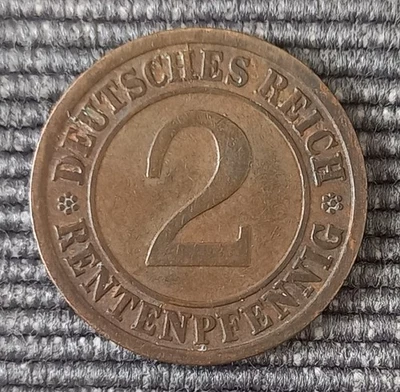 DEUTSCHES REICH
2
RENTENPFENNIG